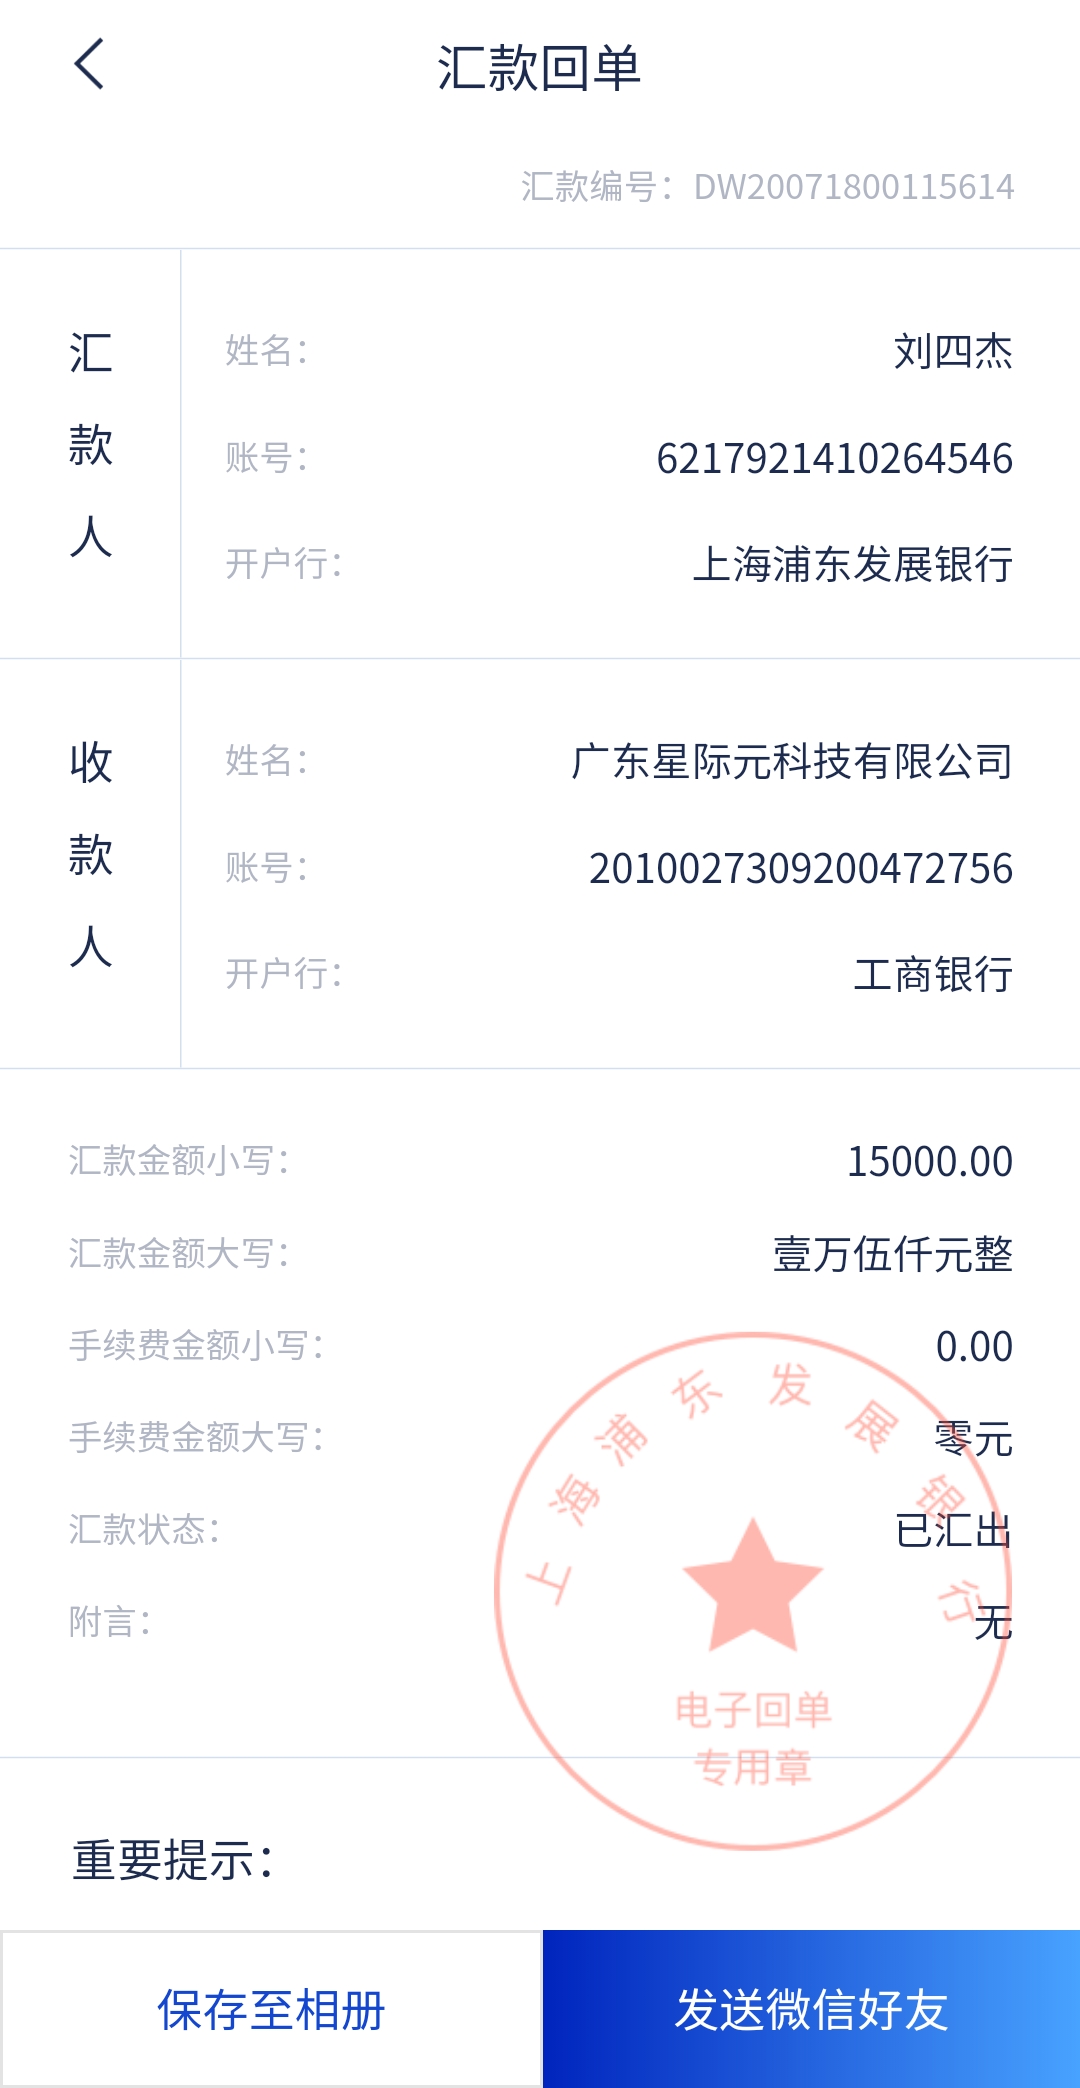 汇款回单
汇款编号：DW20071800115614
汇款人
姓名：
刘四杰
账号：
6217921410264546
开户行：
上海浦东发展银行
收款人
姓名：
广东星际元科技有限公司
账号：
2010027309200472756
开户行：
工商银行
汇款金额小写：
15000.00
汇款金额大写：
壹万伍仟元整
手续费金额小写：
0.00
手续费金额大写：
零元
汇款状态：
已汇出
附言：
无
上海浦东发展银行
电子回单
专用章
重要提示：
保存至相册
发送微信好友